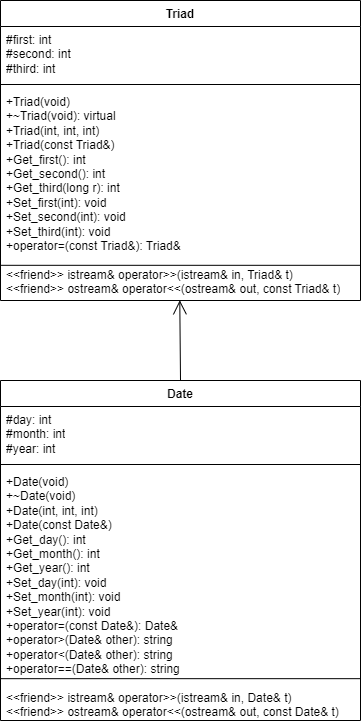 Triad
#first: int
#second: int
#third: int
+Triad(void)
+~Triad(void): virtual
+Triad(int, int, int)
+Triad(const Triad&)
+Get_first(): int
+Get_second(): int
+Get_third(long r): int
+Set_first(int): void
+Set_second(int): void
+Set_third(int): void
+operator=(const Triad&): Triad&
<<friend>> istream& operator>>(istream& in, Triad& t)
<<friend>> ostream& operator<<(ostream& out, const Triad& t)
Date
#day: int
#month: int
#year: int
+Date(void)
+~Date(void)
+Date(int, int, int)
+Date(const Date&)
+Get_day(): int
+Get_month(): int
+Get_year(): int
+Set_day(int): void
+Set_month(int): void
+Set_year(int): void
+operator=(const Date&): Date&
+operator>(Date& other): string
+operator<(Date& other): string
+operator==(Date& other): string
<<friend>> istream& operator>>(istream& in, Date& t)
<<friend>> ostream& operator<<(ostream& out, const Date& t)